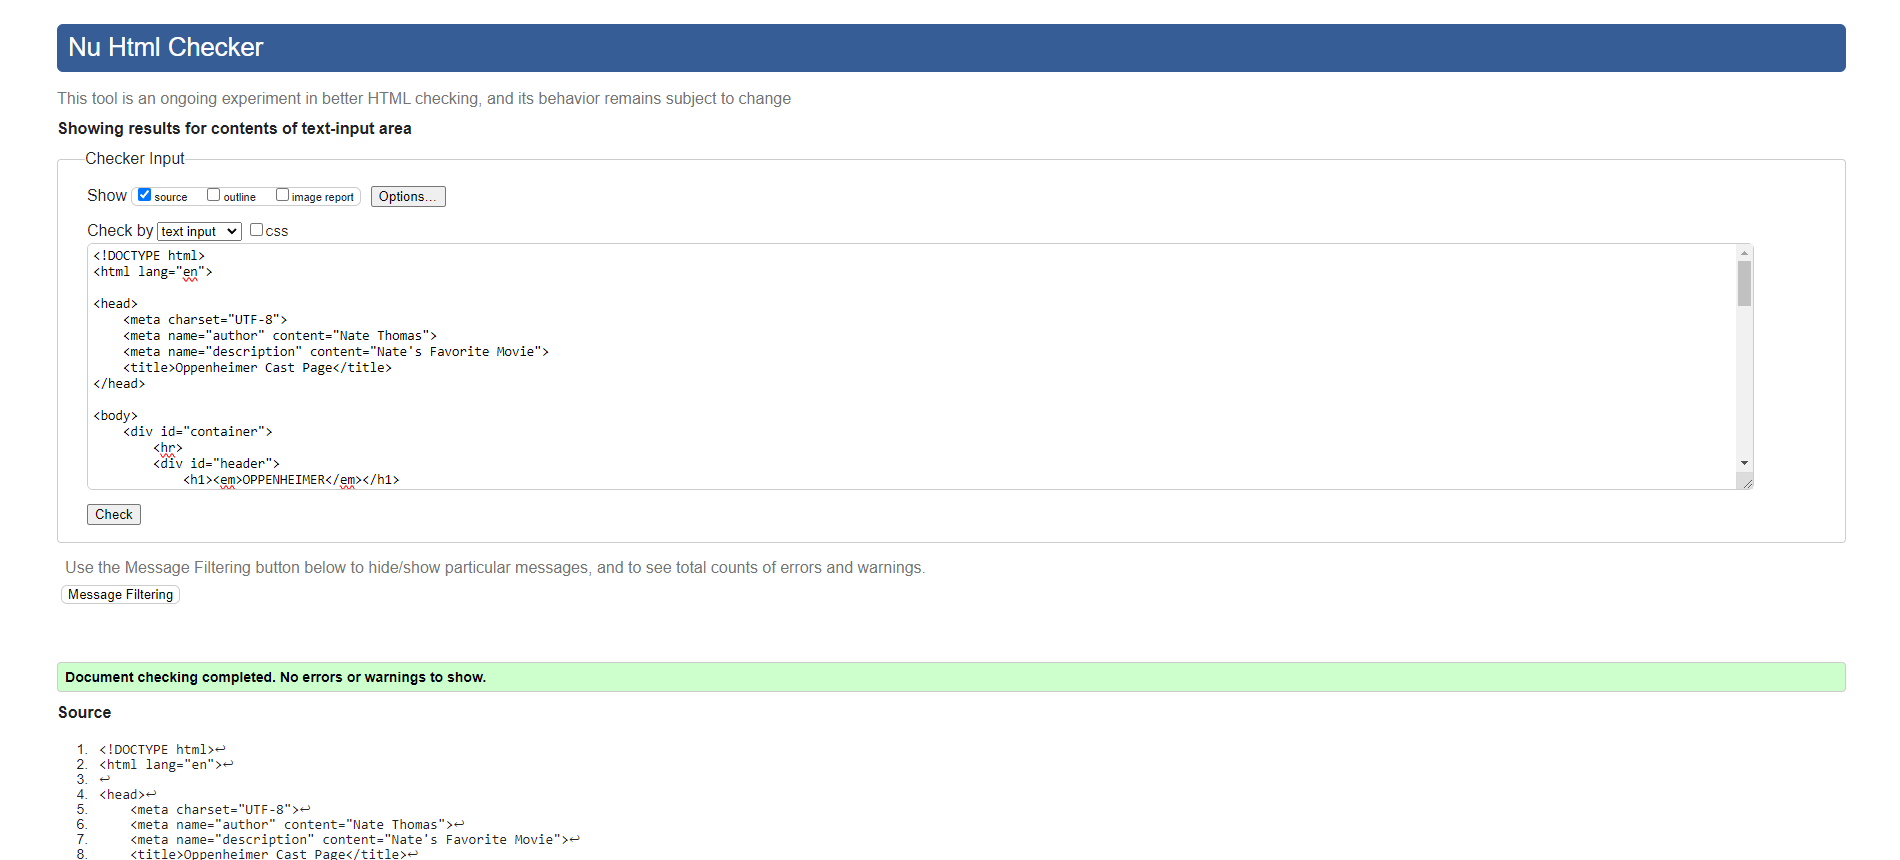 Nu Html Checker
This tool is an ongoing experiment in better HTML checking, and its behavior remains subject to change
Showing results for contents of text-input area
Checker Input
Show source outline image report Options...
Check by text input css
<!DOCTYPE html>
<html lang="en">
<head>
    <meta charset="UTF-8">
    <meta name="author" content="Nate Thomas">
    <meta name="description" content="Nate's Favorite Movie">
    <title>Oppenheimer Cast Page</title>
</head>
<body>
    <div id="container">
        <hr>
        <div id="header">
            <h1><em>OPPENHEIMER</em></h1>
Check
Use the Message Filtering button below to hide/show particular messages, and to see total counts of errors and warnings.
Message Filtering
Document checking completed. No errors or warnings to show.
Source
1. <!DOCTYPE html>↩
2. <html lang="en">↩
3. ↩
4. <head>↩
5.     <meta charset="UTF-8">↩
6.     <meta name="author" content="Nate Thomas">↩
7.     <meta name="description" content="Nate's Favorite Movie">↩
8.     <title>Oppenheimer Cast Page</title>↩